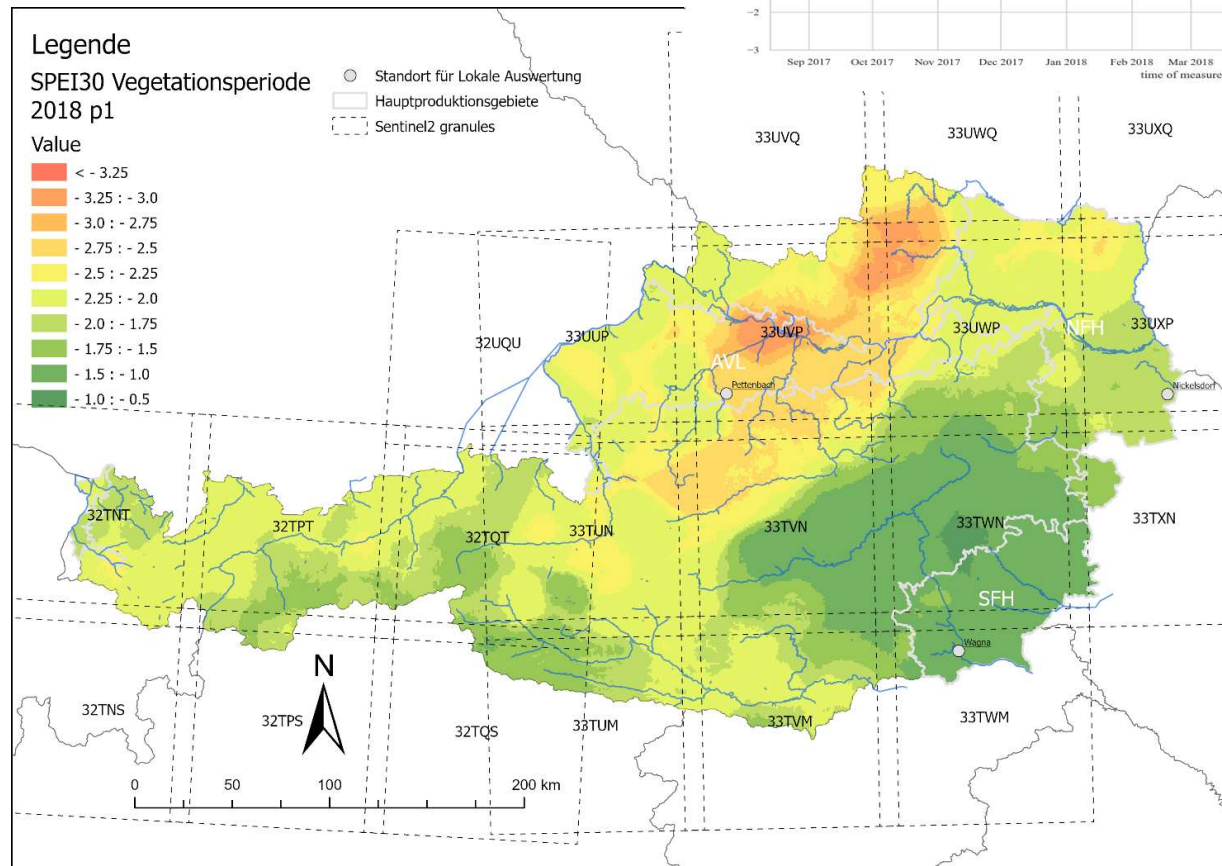 −2
−3
Sep 2017 Oct 2017 Nov 2017 Dec 2017 Jan 2018 Feb 2018 Mar 2018
time of measure
Legende
SPEI30 Vegetationsperiode
2018 p1
Value
< - 3.25
- 3.25 : - 3.0
- 3.0 : - 2.75
- 2.75 : - 2.5
- 2.5 : - 2.25
- 2.25 : - 2.0
- 2.0 : - 1.75
- 1.75 : - 1.5
- 1.5 : - 1.0
- 1.0 : - 0.5
Standort für Lokale Auswertung
Hauptproduktionsgebiete
Sentinel2 granules
33UVQ 33UWQ 33UXQ
32UQU 33UUP 33UVP 33UWP NFH 33UXP
AVL
Pettenbach Nickelsdorf
32TNT 32TPT 32TQT 33TUN 33TVN 33TWN 33TXN
SFH
Wagna
N
32TNS 32TPS 32TQS 33TUM 33TVM 33TWM
0 50 100 200 km